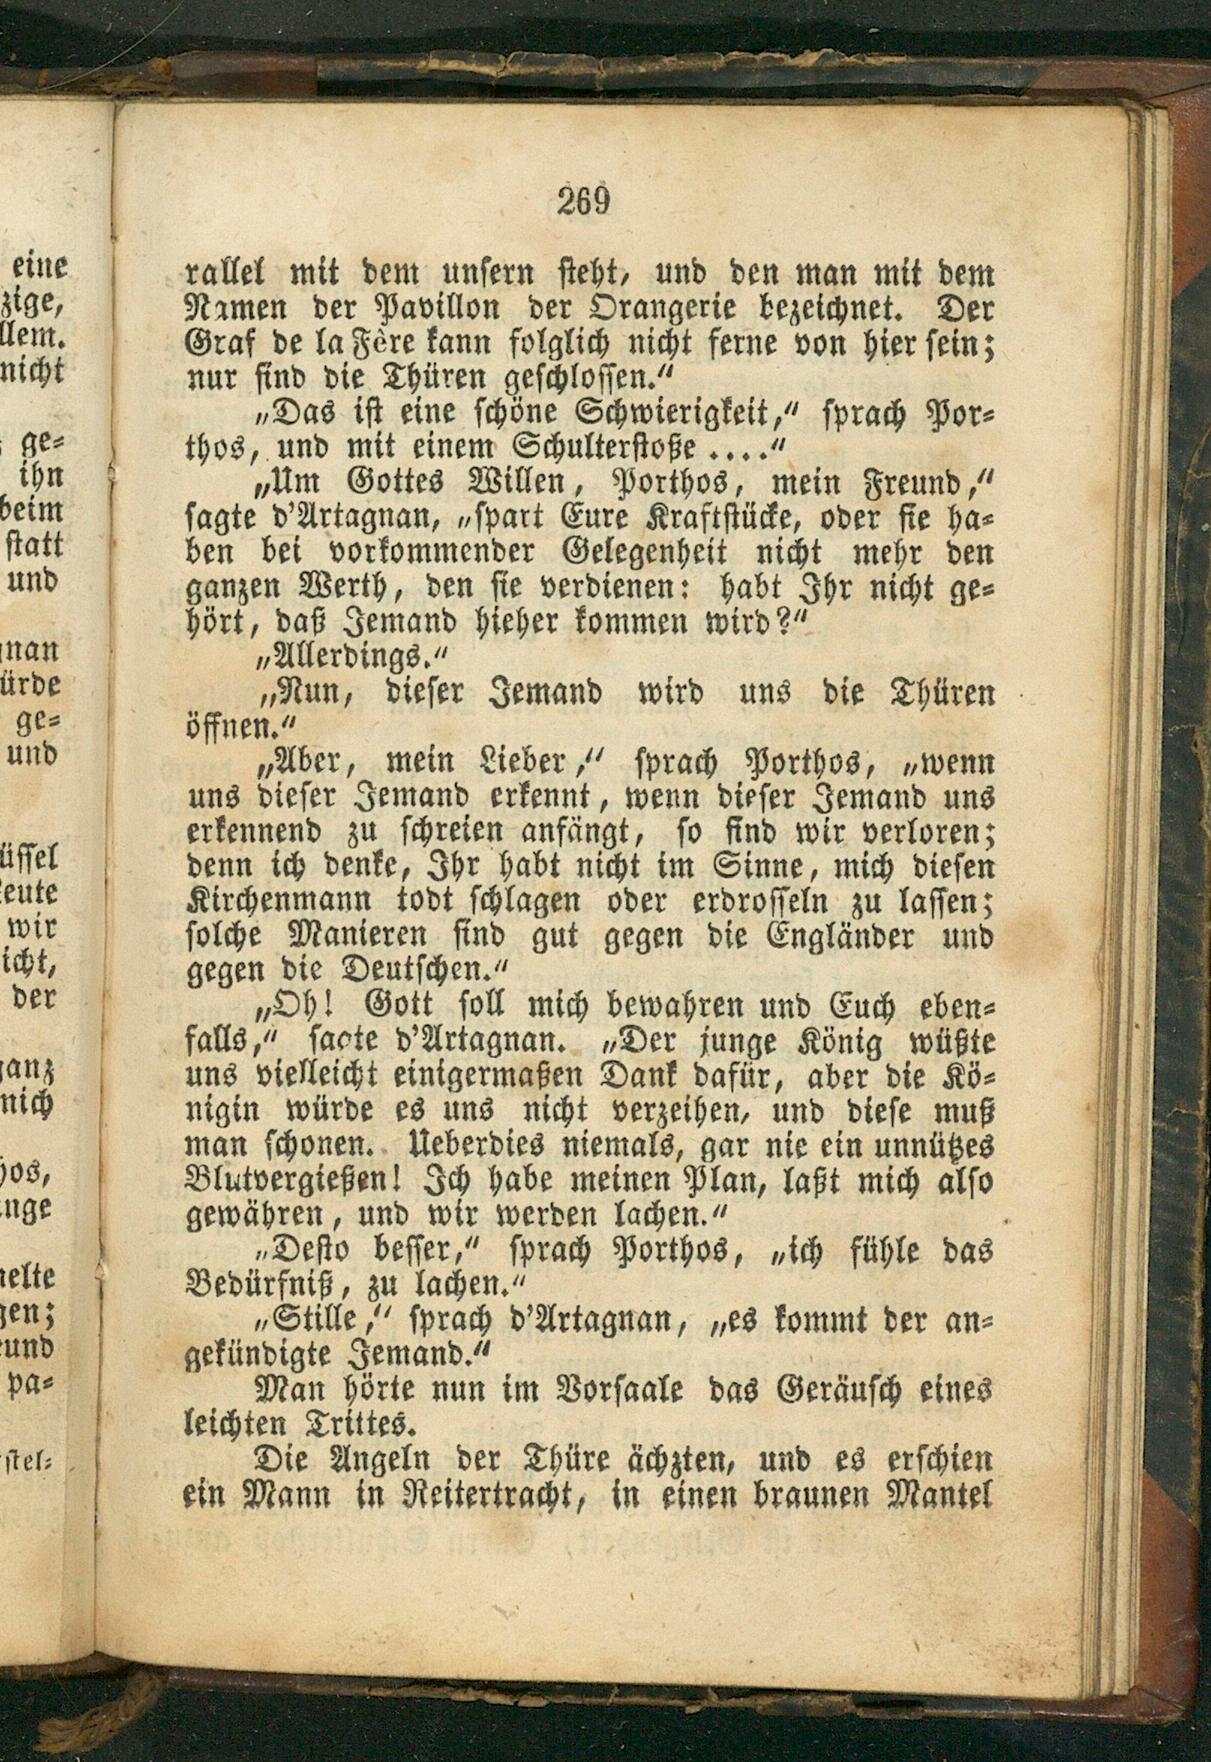 269
rallel mit dem unsern steht, und den man mit dem
Namen der Pavillon der Orangerie bezeichnet. Der
Graf de la Fère kann folglich nicht ferne von hier sein;
nur sind die Thüren geschlossen.“
„Das ist eine schöne Schwierigkeit,“ sprach Por-
thos, und mit einem Schulterstoße ....“
„Um Gottes Willen, Porthos, mein Freund,“
sagte d'Artagnan, „spart Eure Kraftstücke, oder sie ha-
ben bei vorkommender Gelegenheit nicht mehr den
ganzen Werth, den sie verdienen: habt Ihr nicht ge-
hört, daß Jemand hieher kommen wird?“
„Allerdings.“
„Nun, dieser Jemand wird uns die Thüren
öffnen.“
„Aber, mein Lieber,“ sprach Porthos, „wenn
uns dieser Jemand erkennt, wenn dieser Jemand uns
erkennend zu schreien anfängt, so sind wir verloren;
denn ich denke, Ihr habt nicht im Sinne, mich diesen
Kirchenmann todt schlagen oder erdrosseln zu lassen;
solche Manieren sind gut gegen die Engländer und
gegen die Deutschen.“
„Oh! Gott soll mich bewahren und Euch eben-
falls,“ sagte d'Artagnan. „Der junge König wüßte
uns vielleicht einigermaßen Dank dafür, aber die Kö-
nigin würde es uns nicht verzeihen, und diese muß
man schonen. Ueberdies niemals, gar nie ein unnützes
Blutvergießen! Ich habe meinen Plan, laßt mich also
gewähren, und wir werden lachen.“
„Desto besser,“ sprach Porthos, „ich fühle das
Bedürfniß, zu lachen.“
„Stille,“ sprach d'Artagnan, „es kommt der an-
gekündigte Jemand.“
Man hörte nun im Vorsaale das Geräusch eines
leichten Trittes.
Die Angeln der Thüre ächzten, und es erschien
ein Mann in Reitertracht, in einen braunen Mantel